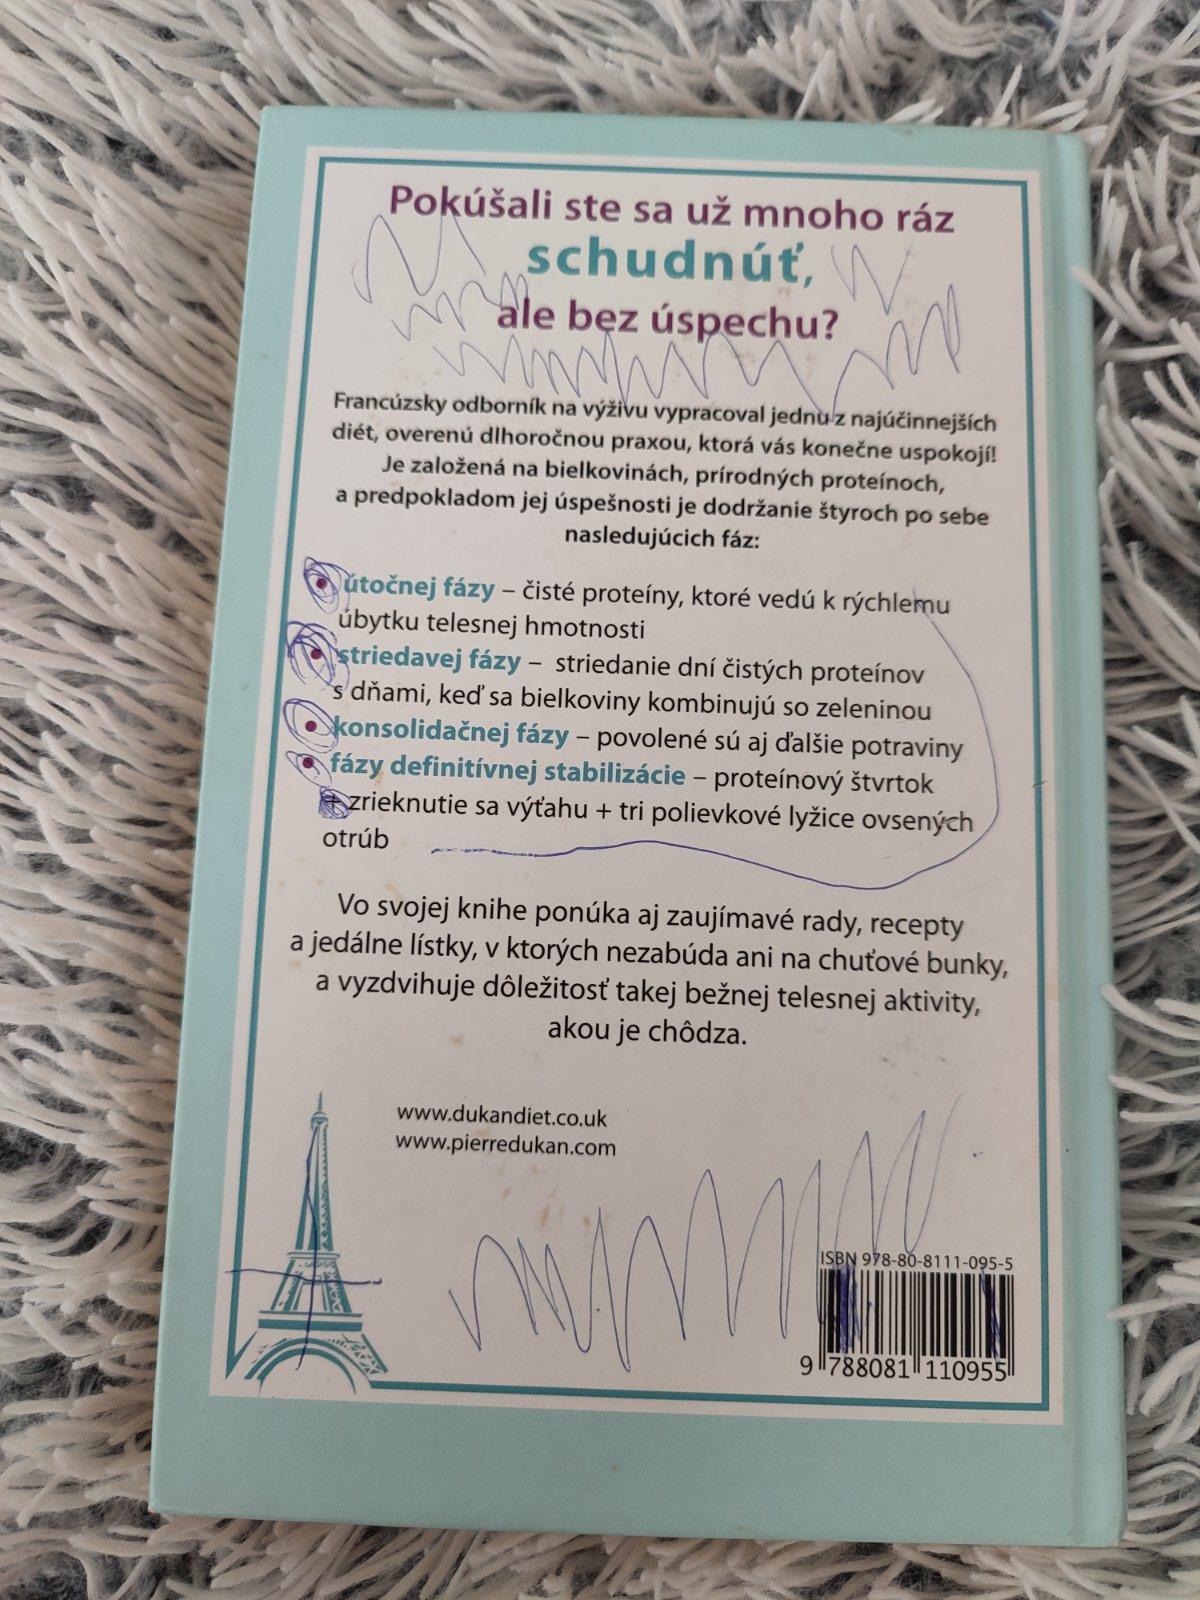 Pokúšali ste sa už mnoho ráz
schudnúť,
ale bez úspechu?
Francúzsky odborník na výživu vypracoval jednu z najúčinnejších
diét, overenú dlhoročnou praxou, ktorá vás konečne uspokojí!
Je založená na bielkovinách, prírodných proteínoch,
a predpokladom jej úspešnosti je dodržanie štyroch po sebe
nasledujúcich fáz:
• útočnej fázy – čisté proteíny, ktoré vedú k rýchlemu
úbytku telesnej hmotnosti
• striedavej fázy – striedanie dní čistých proteínov
s dňami, keď sa bielkoviny kombinujú so zeleninou
• konsolidačnej fázy – povolené sú aj ďalšie potraviny
• fázy definitívnej stabilizácie – proteínový štvrtok
+ zrieknutie sa výťahu + tri polievkové lyžice ovsených
otrúb
Vo svojej knihe ponúka aj zaujímavé rady, recepty
a jedálne lístky, v ktorých nezabúda ani na chuťové bunky,
a vyzdvihuje dôležitosť takej bežnej telesnej aktivity,
akou je chôdza.
www.dukandiet.co.uk
www.pierredukan.com
ISBN 978-80-8111-095-5
9 788081 110955